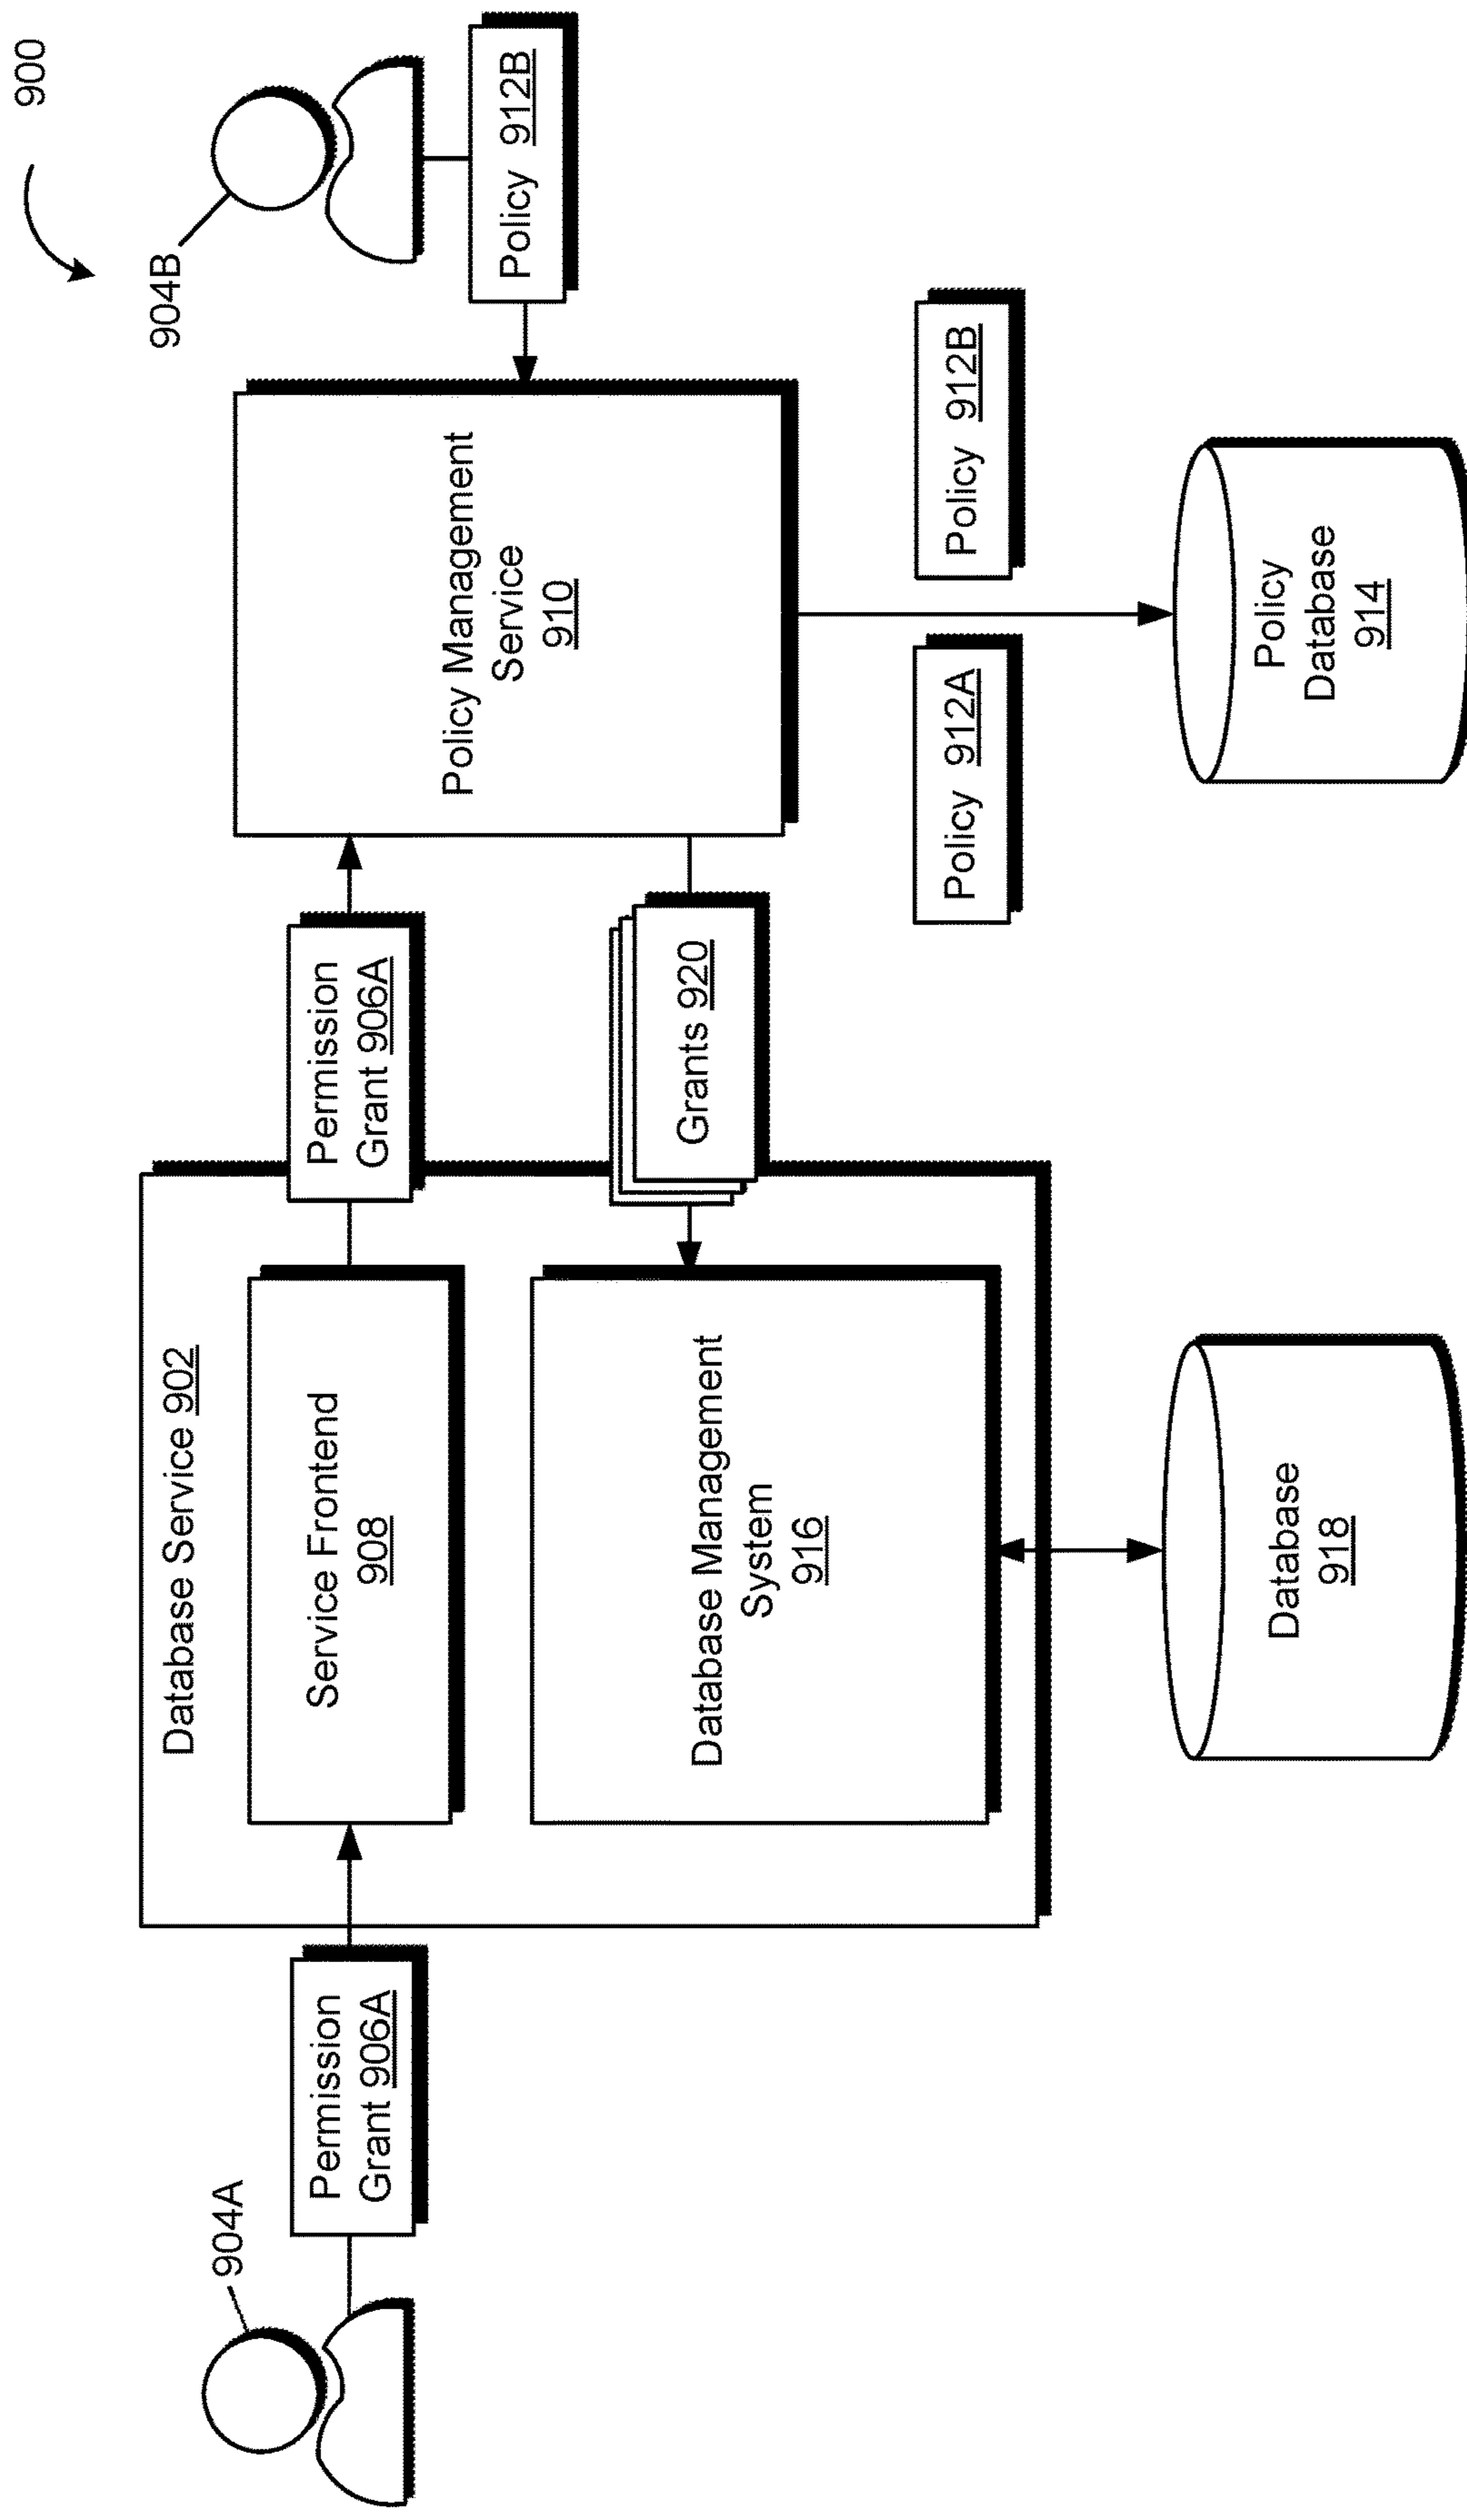 900
904A
904B
Permission
Grant 906A
Database Service 902
Service Frontend
908
Permission
Grant 906A
Policy Management
Service
910
Policy 912B
Database Management
System
916
Grants 920
Policy 912A
Policy 912B
Database
918
Policy
Database
914